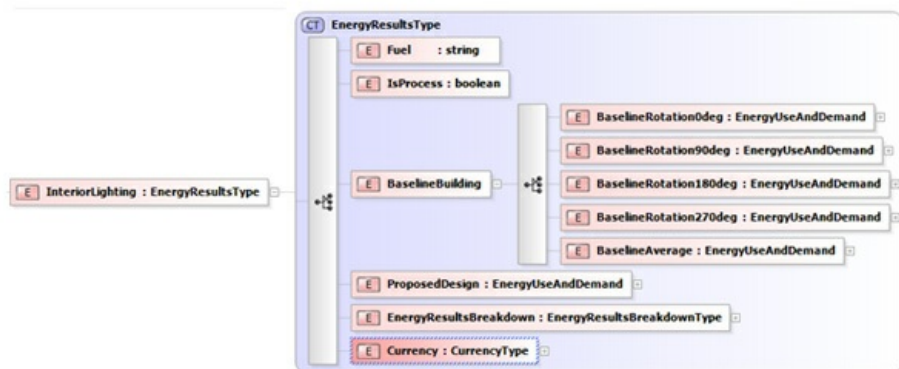 CT EnergyResultsType
E Fuel : string
E IsProcess : boolean
E BaselineRotation0deg : EnergyUseAndDemand
E BaselineRotation90deg : EnergyUseAndDemand
E InteriorLighting : EnergyResultsType
E BaselineBuilding
E BaselineRotation180deg : EnergyUseAndDemand
E BaselineRotation270deg : EnergyUseAndDemand
E BaselineAverage : EnergyUseAndDemand
E ProposedDesign : EnergyUseAndDemand
E EnergyResultsBreakdown : EnergyResultsBreakdownType
E Currency : CurrencyType